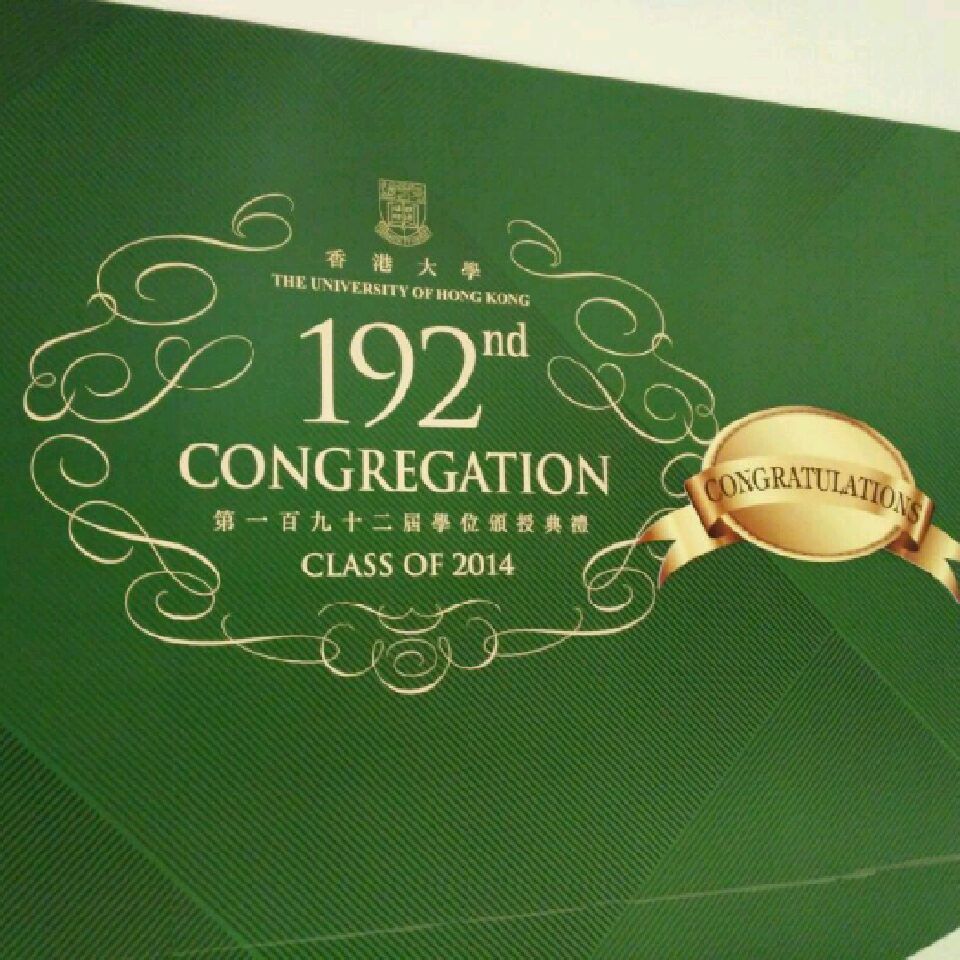 香港大學
THE UNIVERSITY OF HONG KONG
192nd
CONGREGATION
第一百九十二屆學位頒授典禮
CLASS OF 2014
CONGRATULATIONS